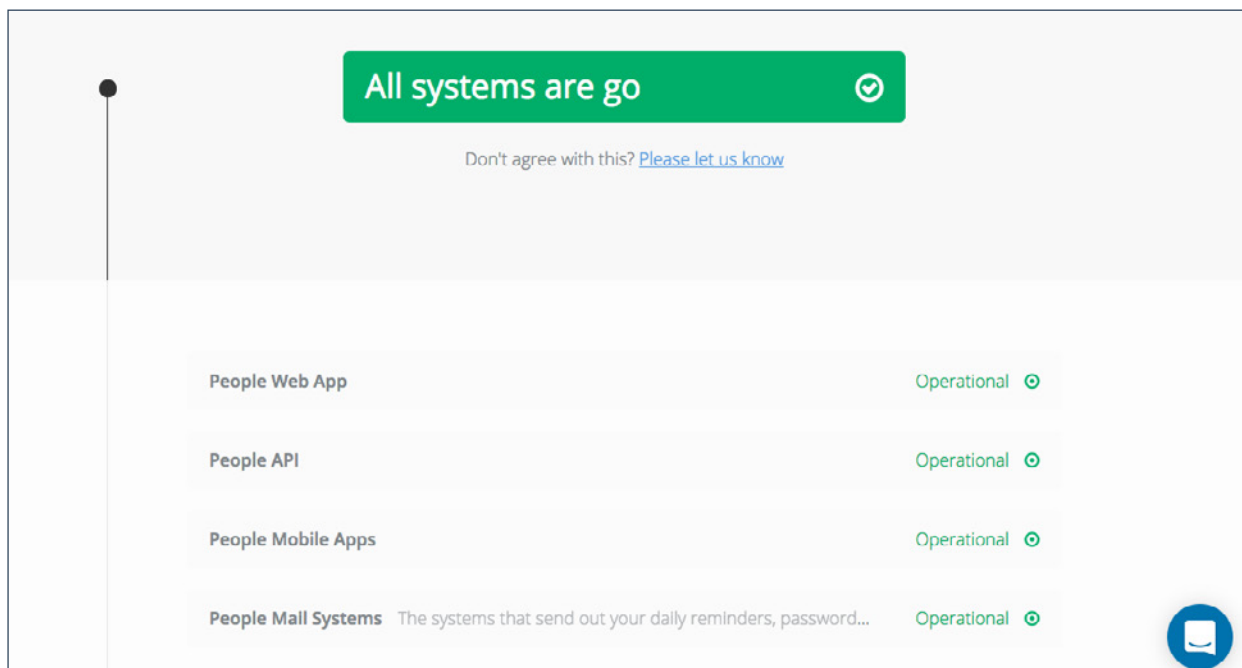 All systems are go
Don't agree with this? Please let us know
People Web App Operational
People API Operational
People Mobile Apps Operational
People Mail Systems The systems that send out your daily reminders, password... Operational